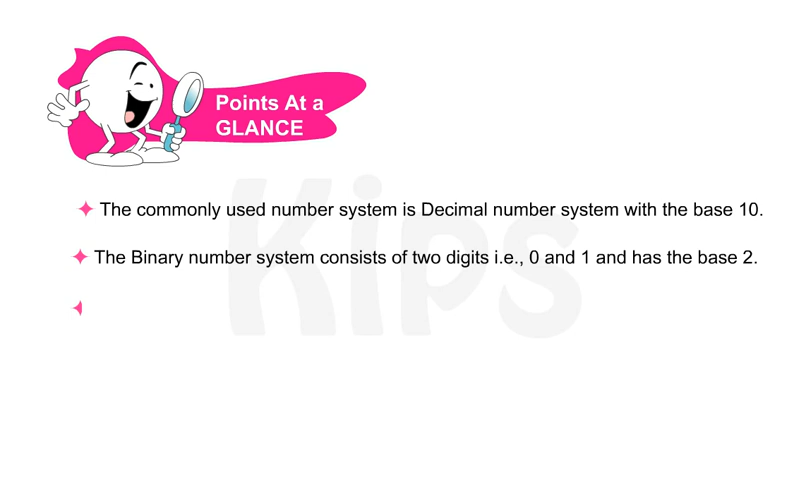 Points At a
GLANCE
The commonly used number system is Decimal number system with the base 10.
The Binary number system consists of two digits i.e., 0 and 1 and has the base 2.
Kips